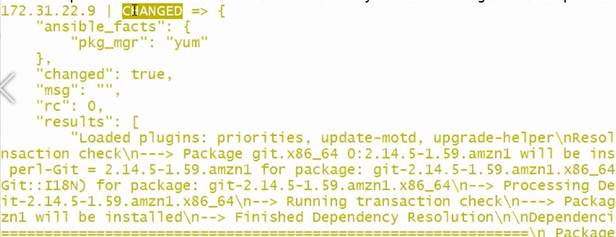 172.31.22.9 | CHANGED => {
"ansible_facts": {
"pkg_mgr": "yum"
},
"changed": true,
"msg": "",
"rc": 0,
"results": [
"Loaded plugins: priorities, update-motd, upgrade-helper\nResol
nsaction check\n---> Package git.x86_64 0:2.14.5-1.59.amzn1 will be ins
perl-Git = 2.14.5-1.59.amzn1 for package: git-2.14.5-1.59.amzn1.x86_64
Git::I18N) for package: git-2.14.5-1.59.amzn1.x86_64\n--> Processing De
it-2.14.5-1.59.amzn1.x86_64\n--> Running transaction check\n---> Packag
zn1 will be installed\n--> Finished Dependency Resolution\n\nDependenci
================================================================\n Package